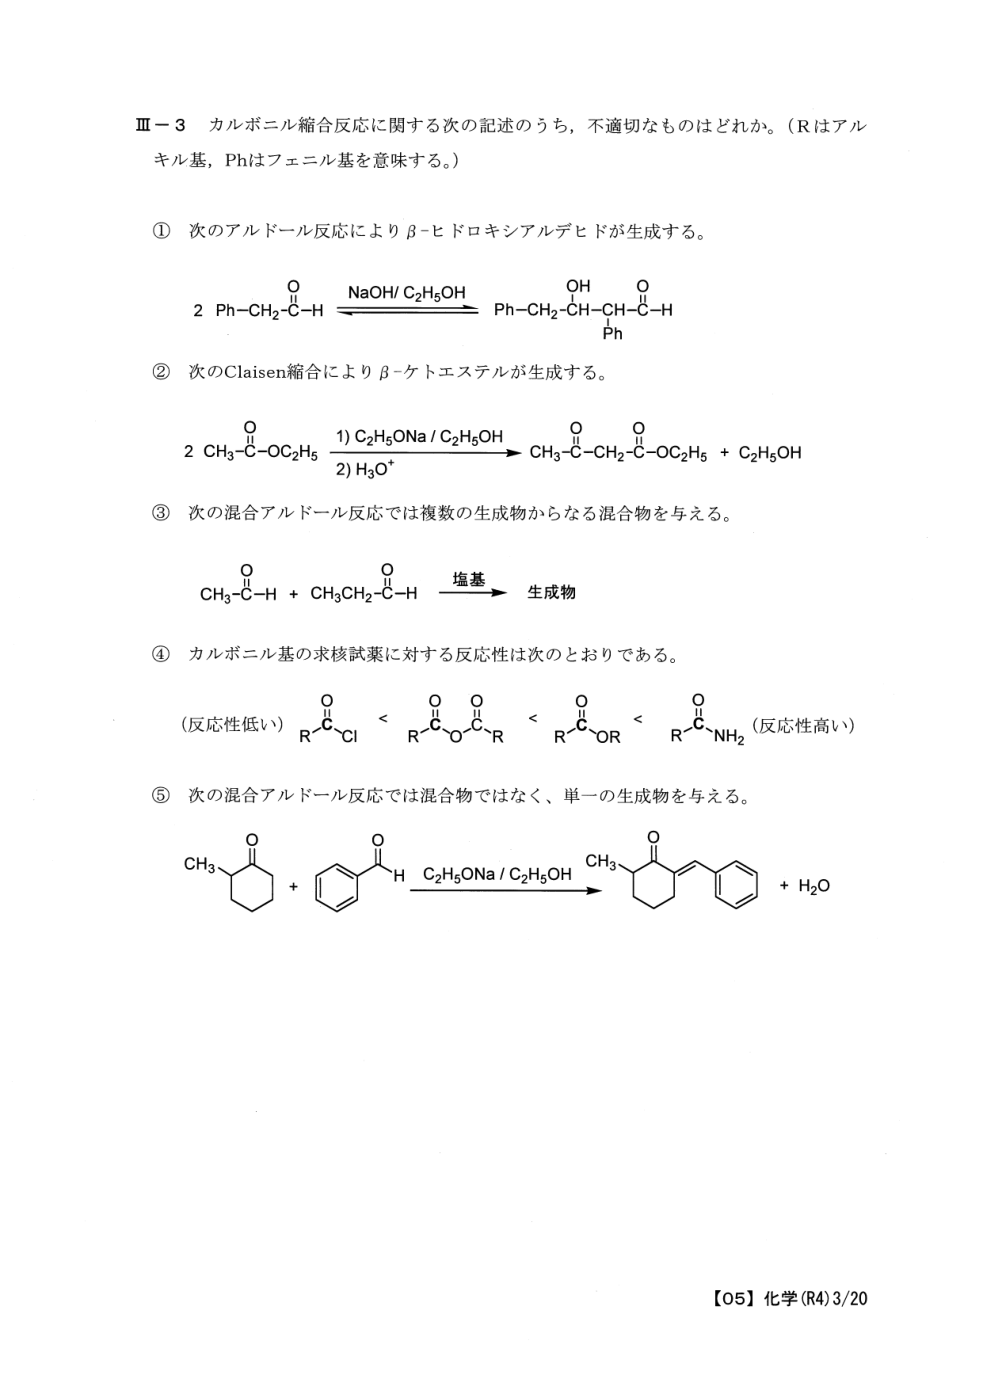 Ⅲ－3 カルボニル縮合反応に関する次の記述のうち，不適切なものはどれか。（Rはアル
キル基，Phはフェニル基を意味する。）
① 次のアルドール反応によりβ-ヒドロキシアルデヒドが生成する。
2 Ph−CH2-C(=O)−H NaOH/ C2H5OH Ph−CH2-CH(OH)−CH(Ph)−C(=O)−H
② 次のClaisen縮合によりβ-ケトエステルが生成する。
2 CH3−C(=O)−OC2H5 1) C2H5ONa / C2H5OH 2) H3O+ CH3−C(=O)−CH2−C(=O)−OC2H5 + C2H5OH
③ 次の混合アルドール反応では複数の生成物からなる混合物を与える。
CH3−C(=O)−H + CH3CH2−C(=O)−H 塩基 生成物
④ カルボニル基の求核試薬に対する反応性は次のとおりである。
（反応性低い） R C O Cl < R C O O C O R < R C O OR < R C O NH2 （反応性高い）
⑤ 次の混合アルドール反応では混合物ではなく、単一の生成物を与える。
CH3 O + O H C2H5ONa / C2H5OH CH3 O + H2O
【05】化学(R4)3/20